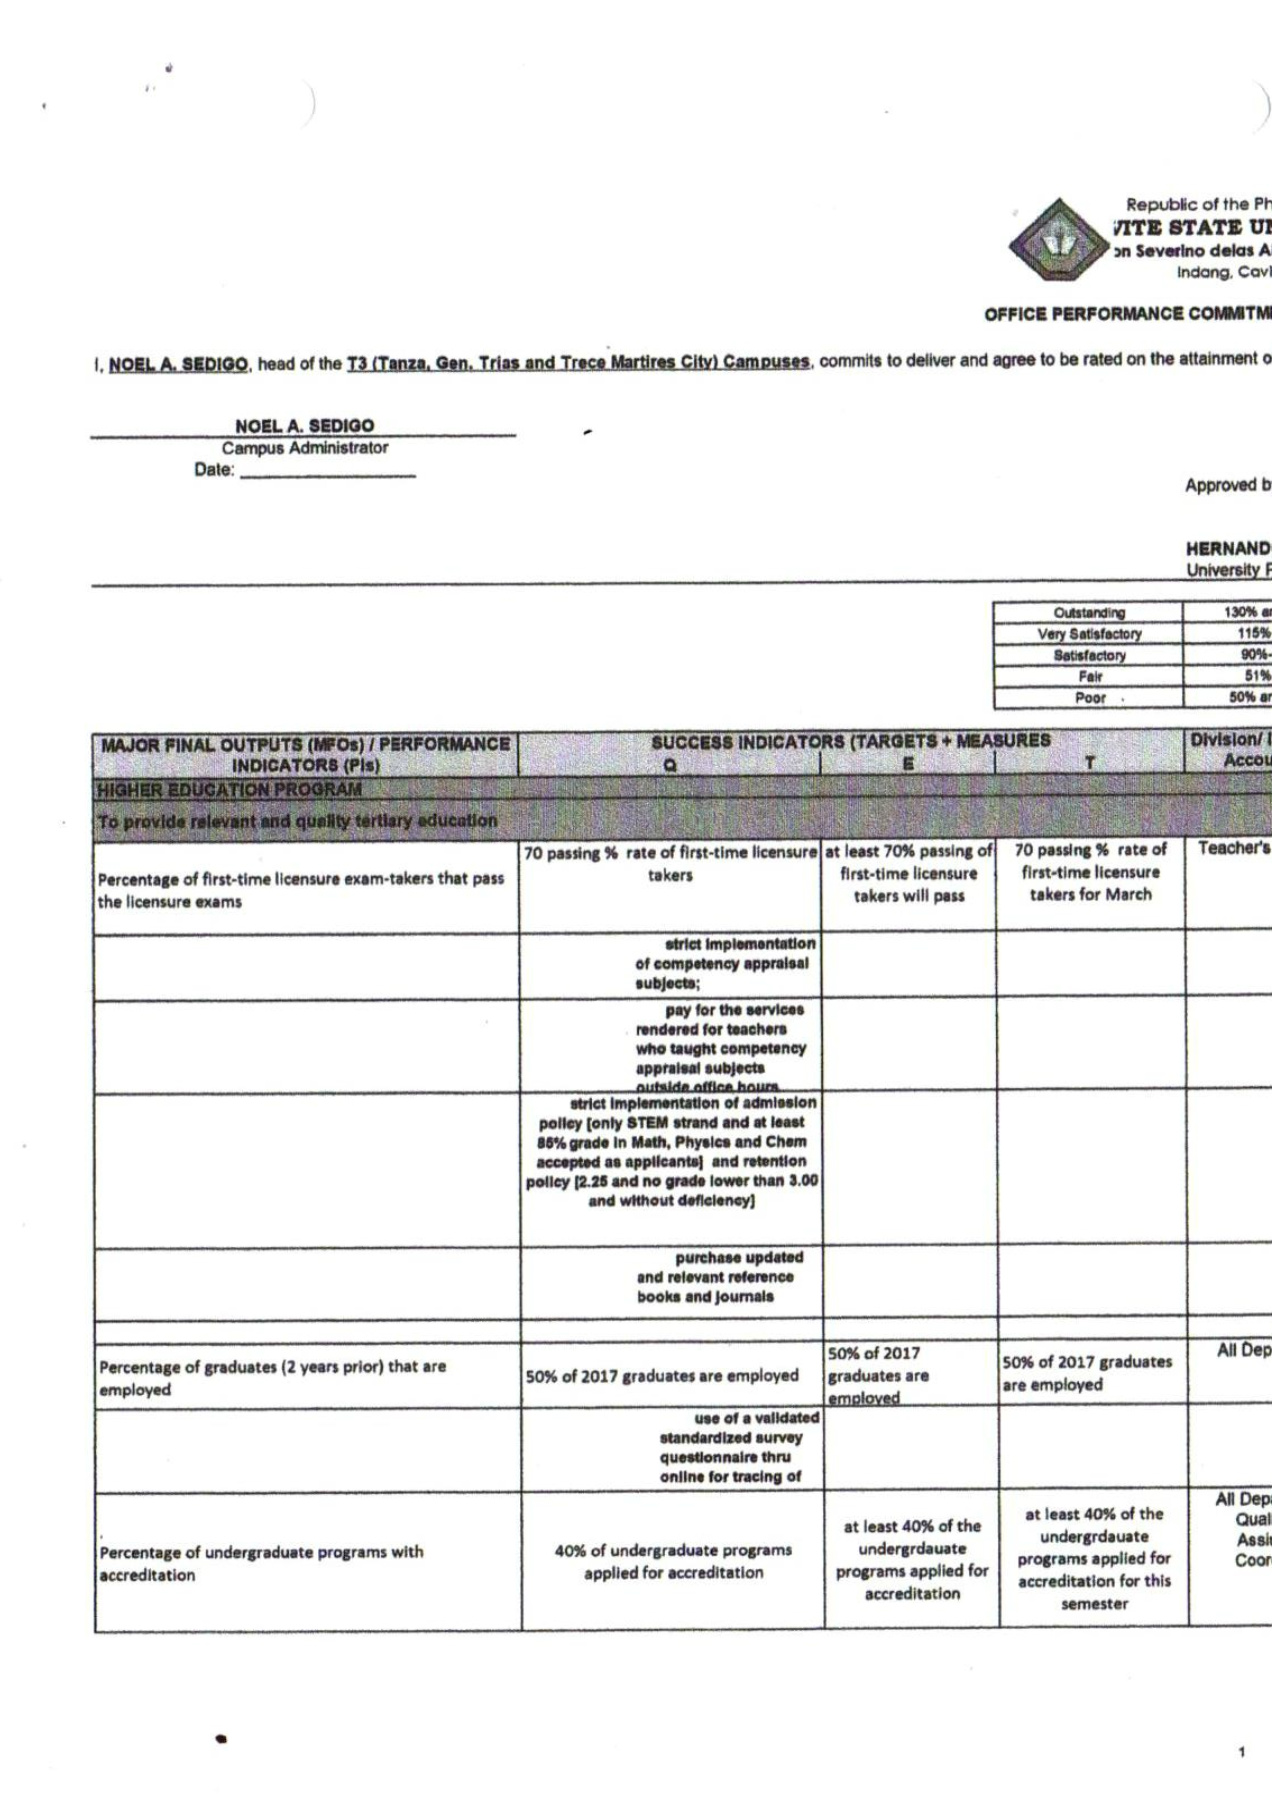 Republic of the Ph
VITE STATE UN
on Severino delas A
Indang, Cavi
OFFICE PERFORMANCE COMMITM
I, NOEL A. SEDIGO, head of the T3 (Tanza, Gen. Trias and Trece Martires City) Campuses, commits to deliver and agree to be rated on the attainment o
NOEL A. SEDIGO
Campus Administrator
Date:
Approved b
HERNAND
University P
Outstanding 130% an
Very Satisfactory 115%
Satisfactory 90%-
Fair 51%
Poor 50% an
MAJOR FINAL OUTPUTS (MFOs) / PERFORMANCE
INDICATORS (PIs)
SUCCESS INDICATORS (TARGETS + MEASURES
Q E T
Division/ I
Accou
HIGHER EDUCATION PROGRAM
To provide relevant and quality tertiary education
Percentage of first-time licensure exam-takers that pass
the licensure exams
70 passing % rate of first-time licensure
takers
at least 70% passing of
first-time licensure
takers will pass
70 passing % rate of
first-time licensure
takers for March
Teacher's
strict implementation
of competency appraisal
subjects;
pay for the services
rendered for teachers
who taught competency
appraisal subjects
outside office hours
strict implementation of admission
policy [only STEM strand and at least
85% grade in Math, Physics and Chem
accepted as applicants] and retention
policy [2.25 and no grade lower than 3.00
and without deficiency]
purchase updated
and relevant reference
books and journals
Percentage of graduates (2 years prior) that are
employed
50% of 2017 graduates are employed
50% of 2017
graduates are
employed
50% of 2017 graduates
are employed
All Dep
use of a validated
standardized survey
questionnaire thru
online for tracing of
Percentage of undergraduate programs with
accreditation
40% of undergraduate programs
applied for accreditation
at least 40% of the
undergrdauate
programs applied for
accreditation
at least 40% of the
undergrdauate
programs applied for
accreditation for this
semester
All Depa
Quali
Assu
Coor
1